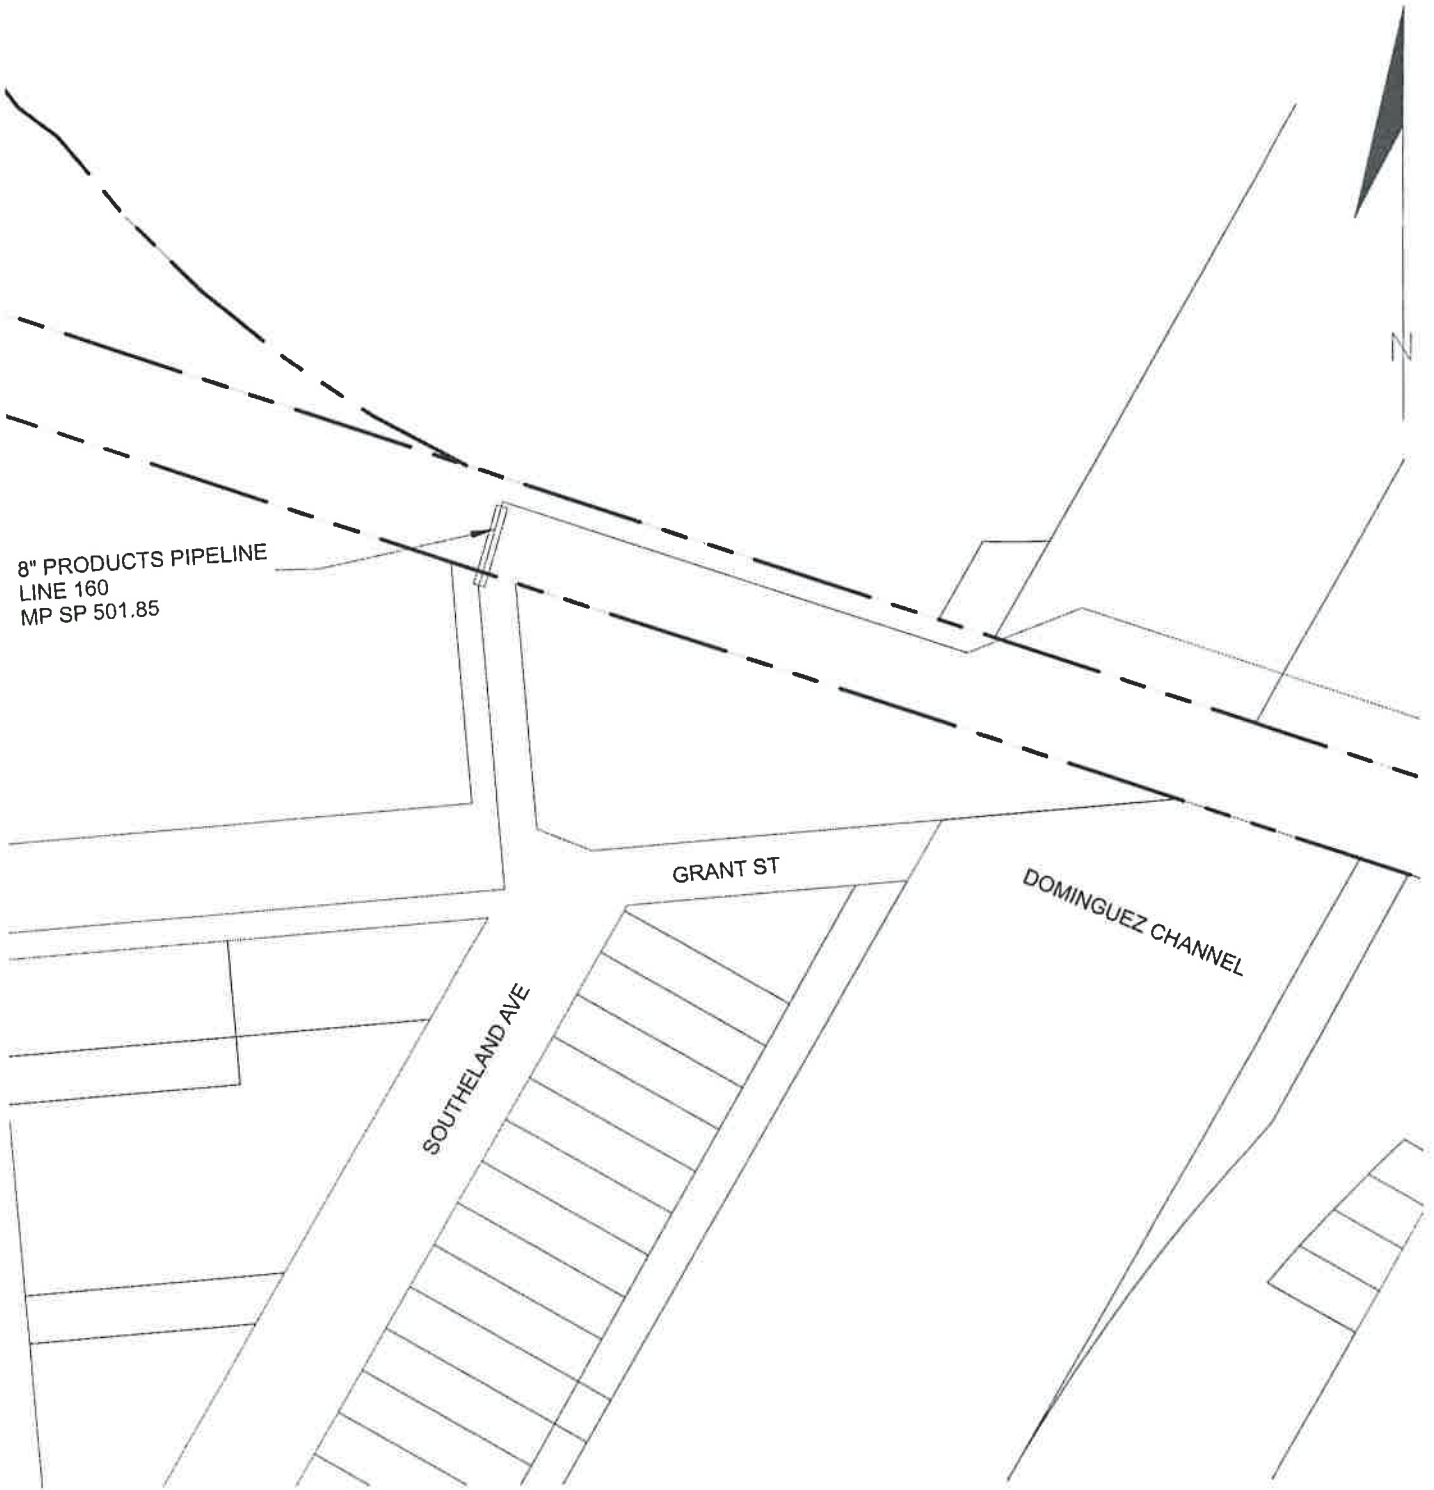 N
8" PRODUCTS PIPELINE
LINE 160
MP SP 501.85
GRANT ST
DOMINGUEZ CHANNEL
SOUTHELAND AVE